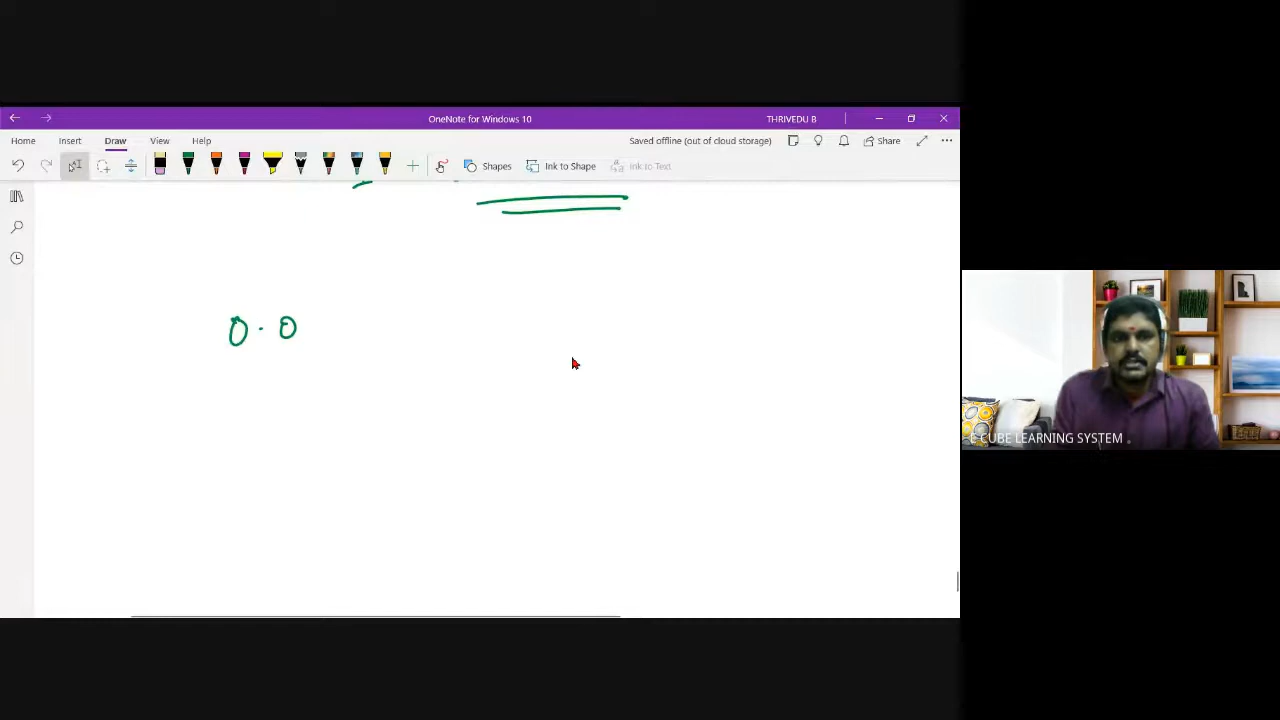 OneNote for Windows 10
THRIVEDU B
Home Insert Draw View Help
Saved offline (out of cloud storage)
Share
Shapes
Ink to Shape
Ink to Text
0.0
CUBE LEARNING SYSTEM